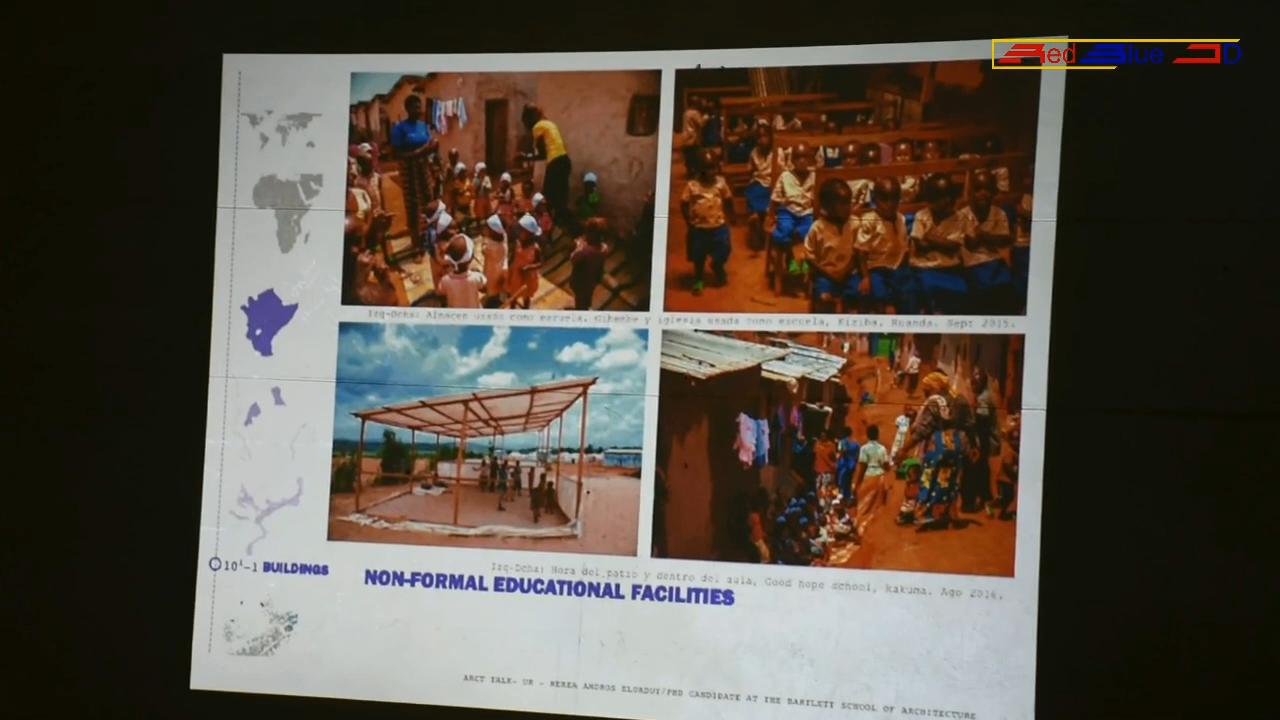 Red Blue 3D
Izq-Dcha: Almacen usado como escuela. Gihembe y iglesia usada como escuela, Kiziba. Ruanda. Sept 2015.
Izq-Dcha: Hora del patio y dentro del aula, Good hope school, kakuma. Ago 2016.
10¹-1 BUILDINGS
NON-FORMAL EDUCATIONAL FACILITIES
ARCT TALK- UR - NEREA AMOROS ELORDUI/PHD CANDIDATE AT THE BARTLETT SCHOOL OF ARCHITECTURE